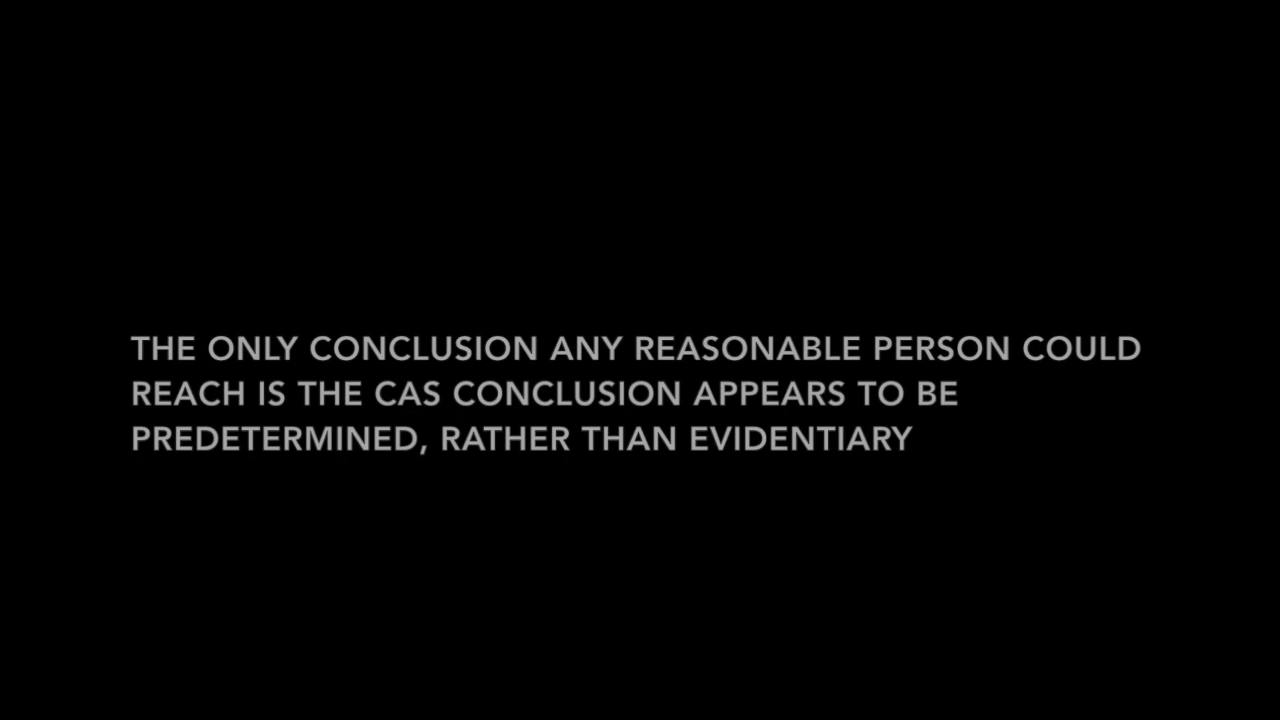 THE ONLY CONCLUSION ANY REASONABLE PERSON COULD
REACH IS THE CAS CONCLUSION APPEARS TO BE
PREDETERMINED, RATHER THAN EVIDENTIARY